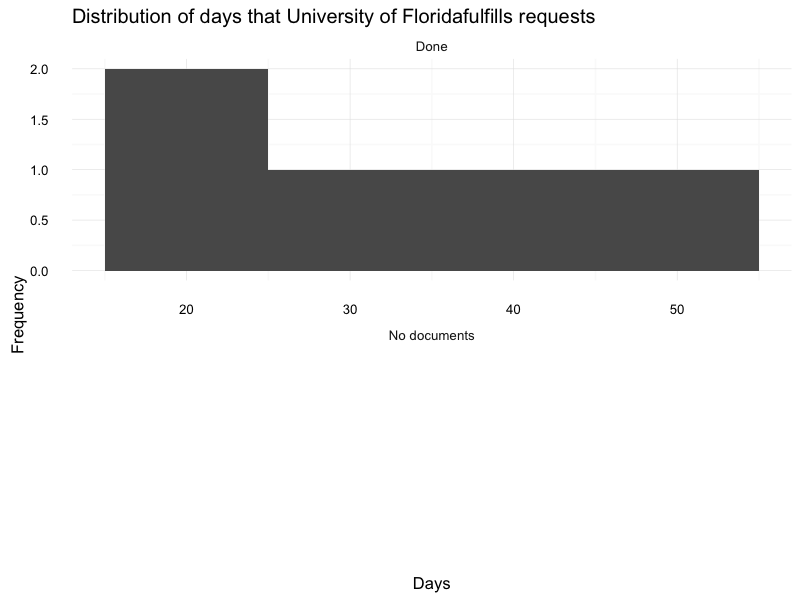 Distribution of days that University of Floridafulfills requests
Done
2.0
1.5
1.0
0.5
0.0
Frequency
20 30 40 50
No documents
Days